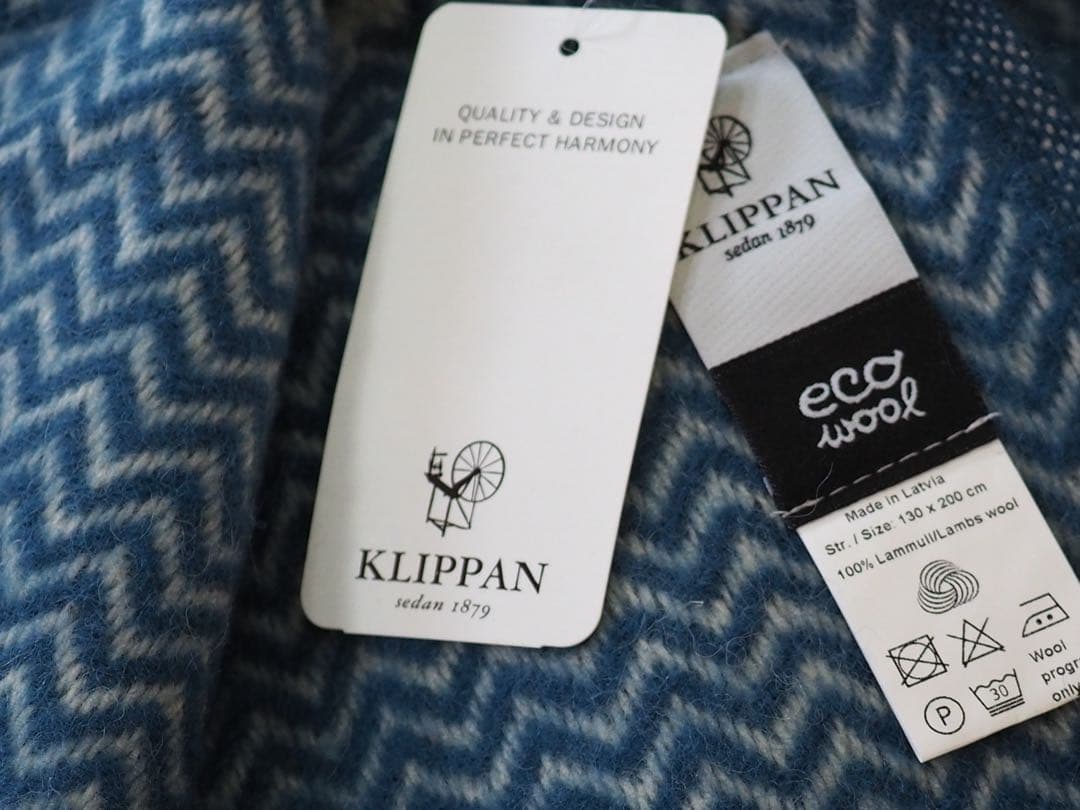 QUALITY & DESIGN
IN PERFECT HARMONY
KLIPPAN
sedan 1879
KLIPPAN
sedan 1879
eco
wool
Made in Latvia
Str. / Size: 130 x 200 cm
100% Lammull/Lambs wool
Wool
progr
only
P
30